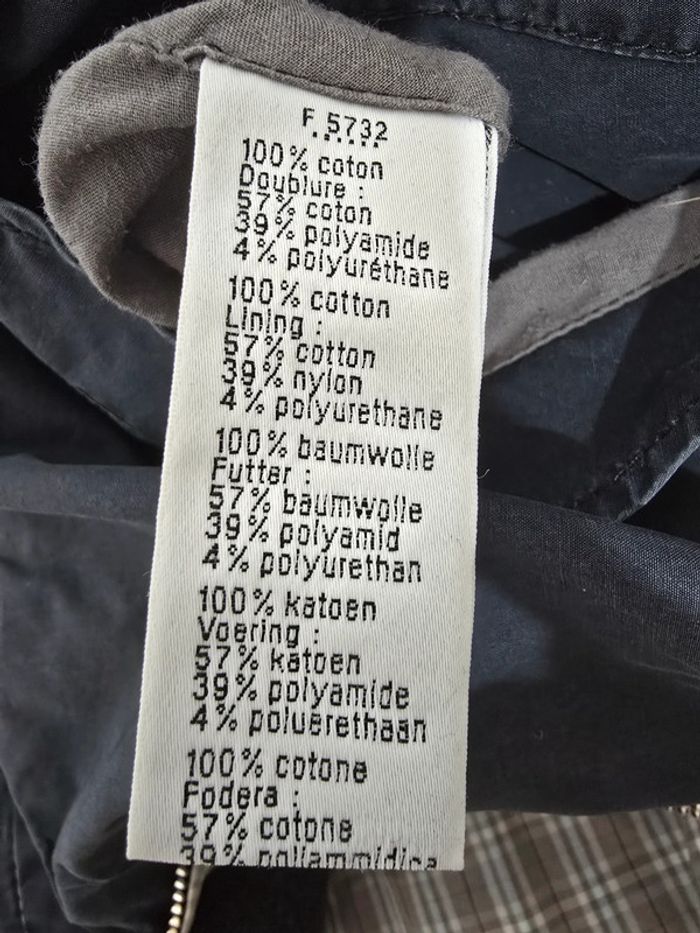 F 5732
100% coton
Doublure :
57% coton
39% polyamide
4% polyuréthane
100% cotton
Lining :
57% cotton
39% nylon
4% polyurethane
100% baumwolle
Futter :
57% baumwolle
39% polyamid
4% polyurethan
100% katoen
Voering :
57% katoen
39% polyamide
4% poluerethaan
100% cotone
Fodera :
57% cotone
39%